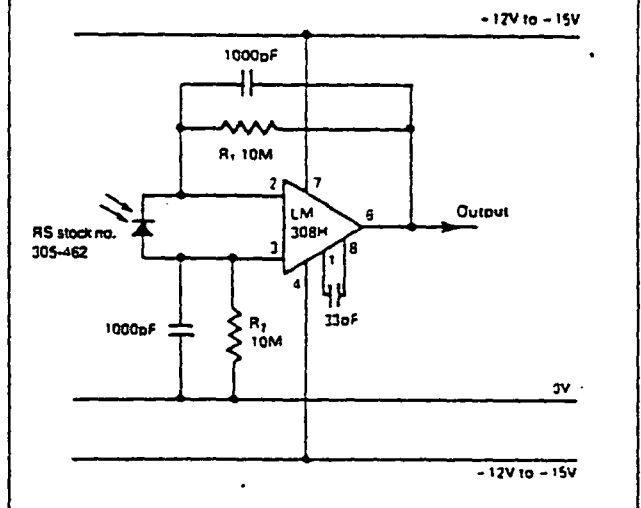 - 12V to - 15V
1000pF
R₁ 10M
2
7
LM
308H
6
Output
RS stock no.
305-462
3
1
8
4
33pF
1000pF
R₂
10M
0V
- 12V to - 15V